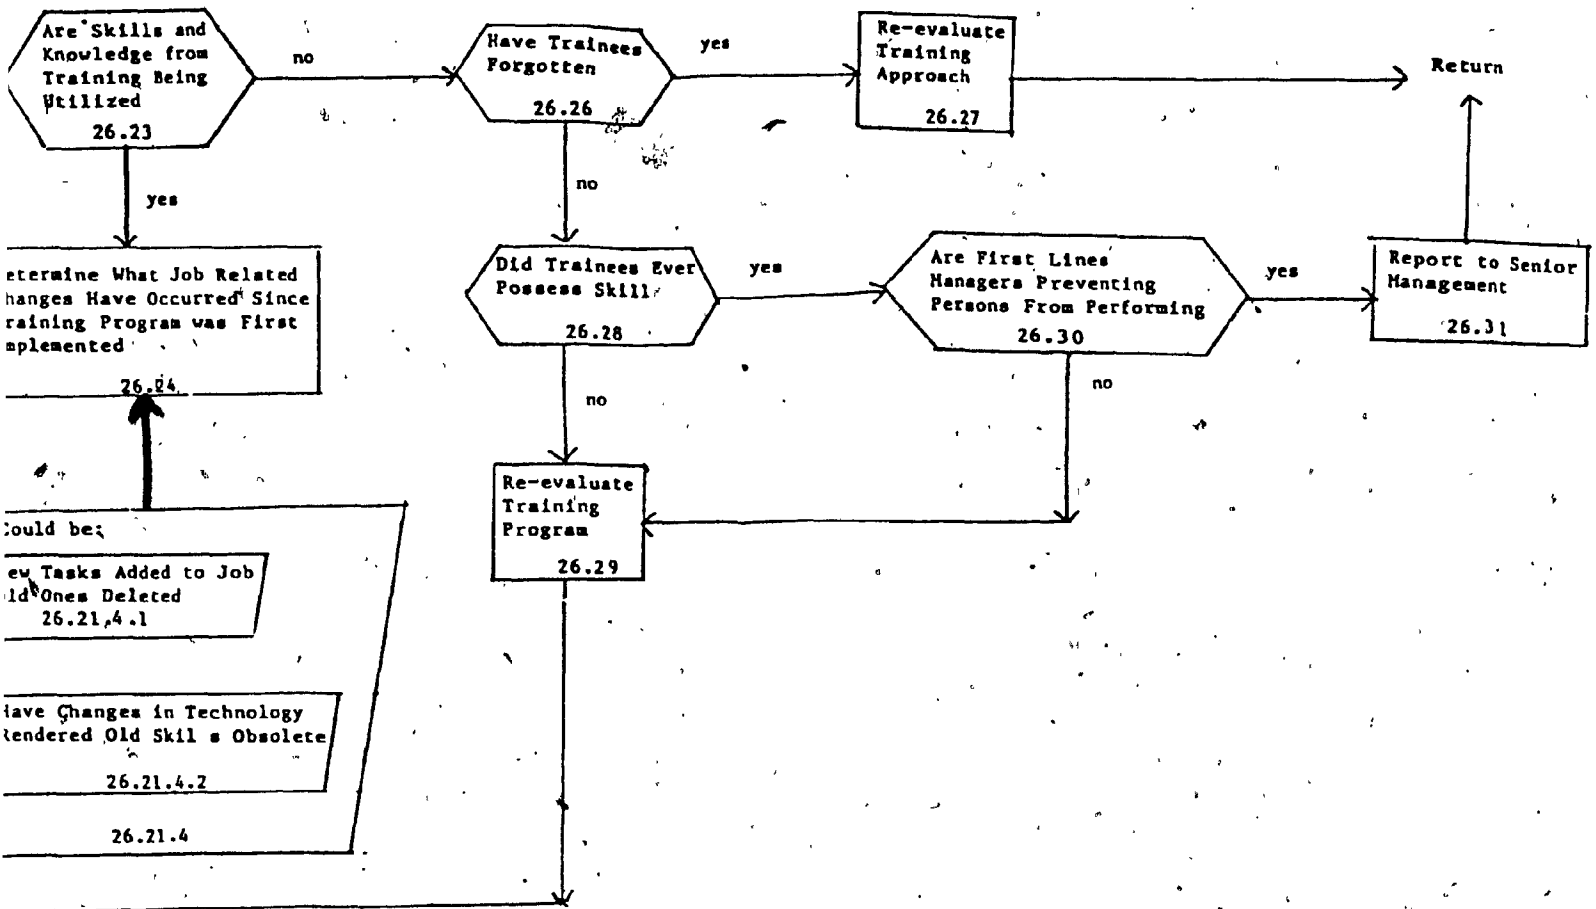 Are Skills and
Knowledge from
Training Being
Utilized
26.23
no
yes
Have Trainees
Forgotten
26.26
yes
no
Re-evaluate
Training
Approach
26.27
Return
etermine What Job Related
hanges Have Occurred Since
raining Program was First
mplemented
26.24
Did Trainees Ever
Possess Skill
26.28
yes
no
Are First Lines
Managers Preventing
Persons From Performing
26.30
yes
no
Report to Senior
Management
26.31
Re-evaluate
Training
Program
26.29
Could be:
ew Tasks Added to Job
ld Ones Deleted
26.21.4.1
Have Changes in Technology
Rendered Old Skil s Obsolete
26.21.4.2
26.21.4